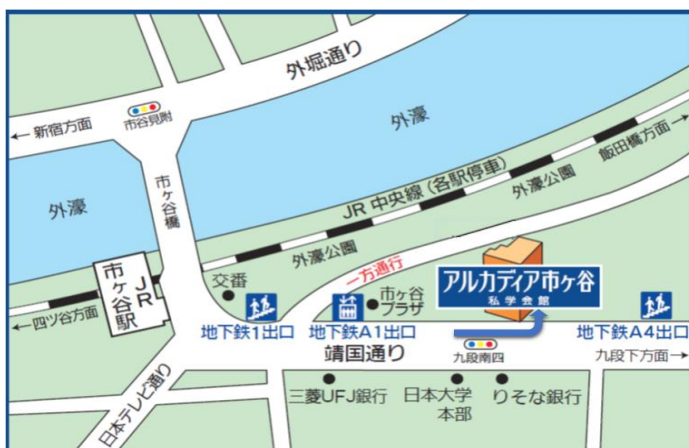 外堀通り
市谷見附
←新宿方面
外濠
飯田橋方面→
市ヶ谷橋
JR 中央線(各駅停車)
外濠公園
外濠
外濠公園
一方通行
JR
市ヶ谷駅
交番
アルカディア市ヶ谷
私学会館
市ヶ谷
プラザ
←四ツ谷方面
地下鉄1出口
地下鉄A1出口
地下鉄A4出口
靖国通り
九段南四
九段下方面→
日本テレビ通り
三菱UFJ銀行
日本大学
本部
りそな銀行